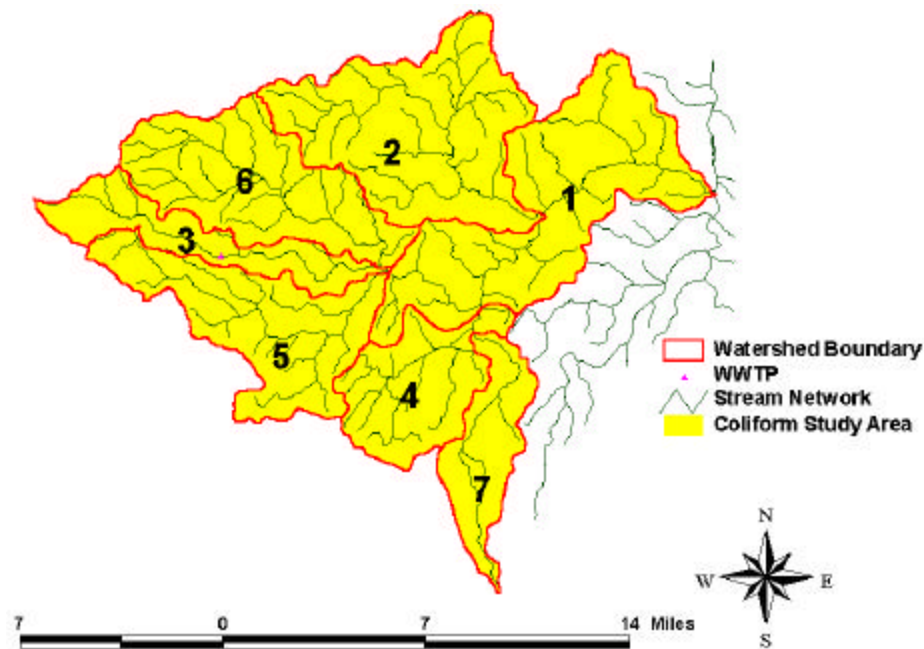 2
6
1
3
5
4
7
Watershed Boundary
WWTP
Stream Network
Coliform Study Area
N
W E
S
7 0 7 14 Miles